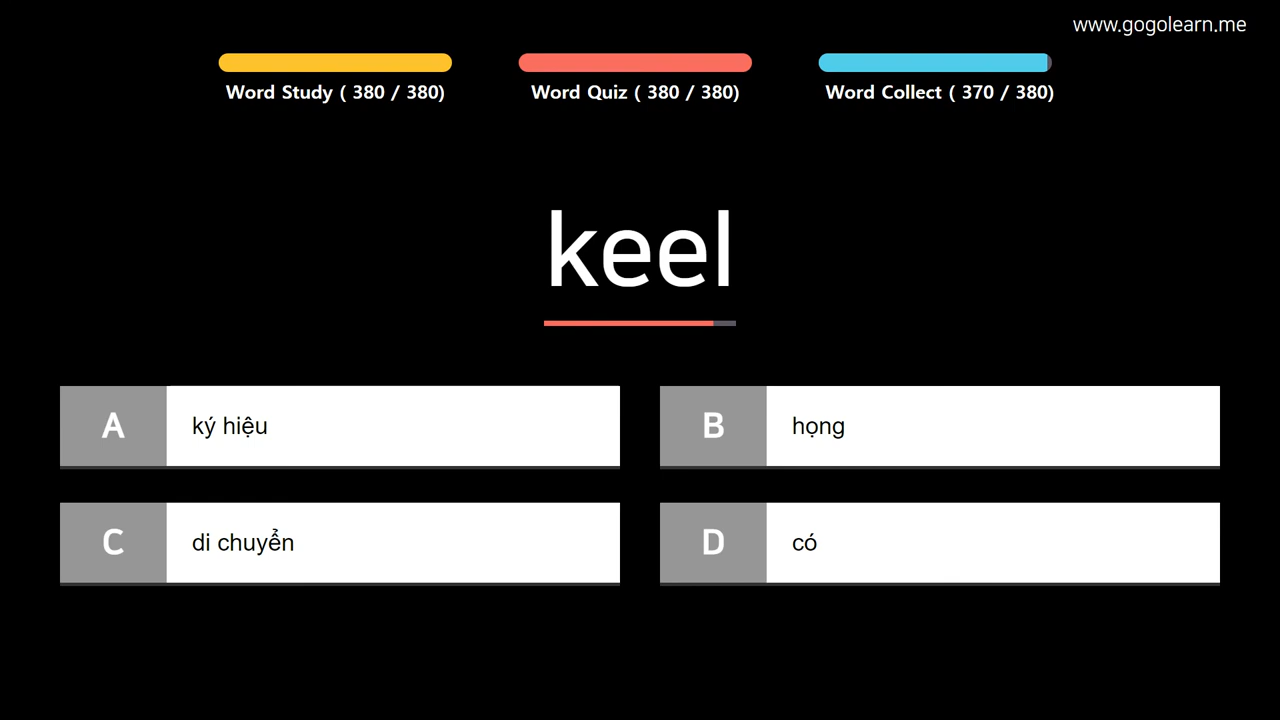 www.gogolearn.me
Word Study ( 380 / 380)
Word Quiz ( 380 / 380)
Word Collect ( 370 / 380)
keel
A ký hiệu
B họng
C di chuyển
D có